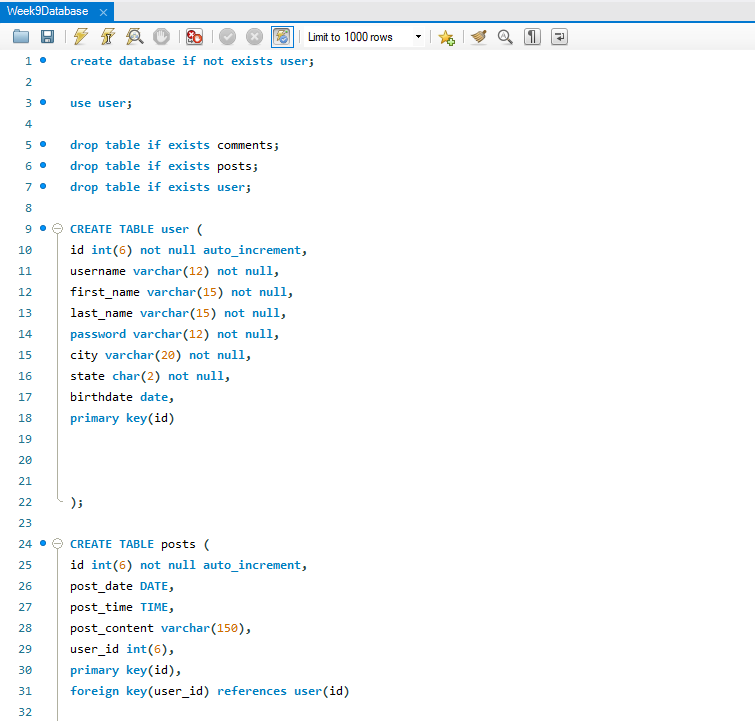 Week9Database
Limit to 1000 rows
1 create database if not exists user;
2
3 use user;
4
5 drop table if exists comments;
6 drop table if exists posts;
7 drop table if exists user;
8
9 CREATE TABLE user (
10 id int(6) not null auto_increment,
11 username varchar(12) not null,
12 first_name varchar(15) not null,
13 last_name varchar(15) not null,
14 password varchar(12) not null,
15 city varchar(20) not null,
16 state char(2) not null,
17 birthdate date,
18 primary key(id)
19
20
21
22 );
23
24 CREATE TABLE posts (
25 id int(6) not null auto_increment,
26 post_date DATE,
27 post_time TIME,
28 post_content varchar(150),
29 user_id int(6),
30 primary key(id),
31 foreign key(user_id) references user(id)
32